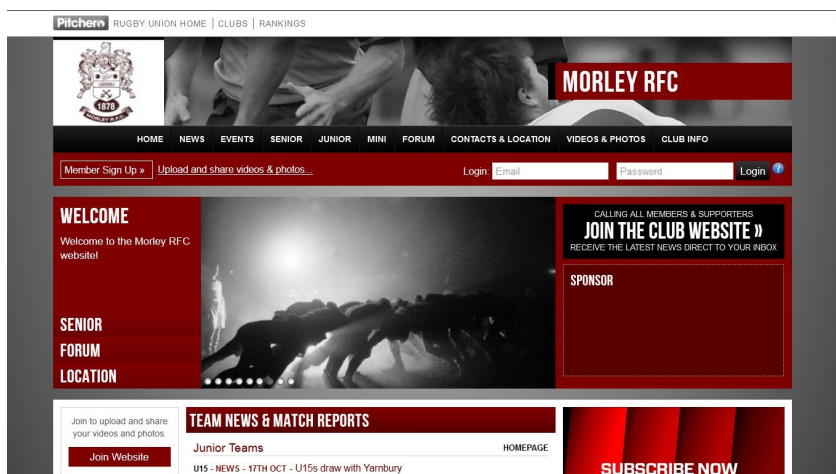 Pitchero RUGBY UNION HOME | CLUBS | RANKINGS
1878
MORLEY R.F.C.
MORLEY RFC
HOME NEWS EVENTS SENIOR JUNIOR MINI FORUM CONTACTS & LOCATION VIDEOS & PHOTOS CLUB INFO
Member Sign Up » Upload and share videos & photos... Login: Email Password Login ?
WELCOME
Welcome to the Morley RFC
website!
SENIOR
FORUM
LOCATION
CALLING ALL MEMBERS & SUPPORTERS
JOIN THE CLUB WEBSITE »
RECEIVE THE LATEST NEWS DIRECT TO YOUR INBOX
SPONSOR
Join to upload and share
your videos and photos.
Join Website
TEAM NEWS & MATCH REPORTS
Junior Teams HOMEPAGE
U15 - NEWS - 17TH OCT - U15s draw with Yarnbury
SUBSCRIBE NOW